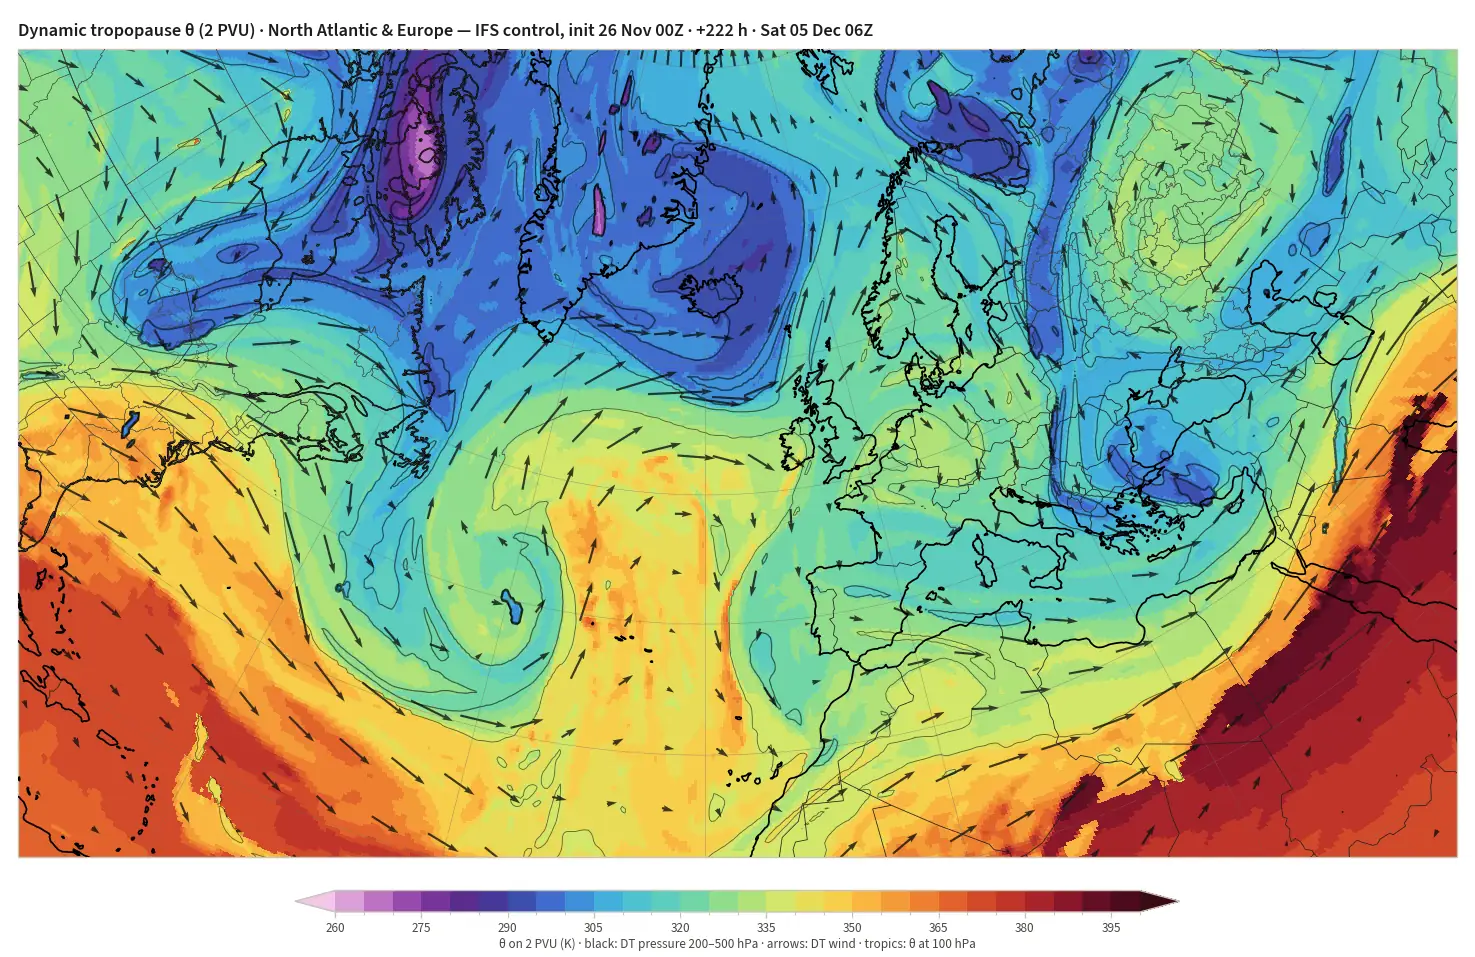 Dynamic tropopause θ (2 PVU) · North Atlantic & Europe — IFS control, init 26 Nov 00Z · +222 h · Sat 05 Dec 06Z
260 275 290 305 320 335 350 365 380 395
θ on 2 PVU (K) · black: DT pressure 200–500 hPa · arrows: DT wind · tropics: θ at 100 hPa